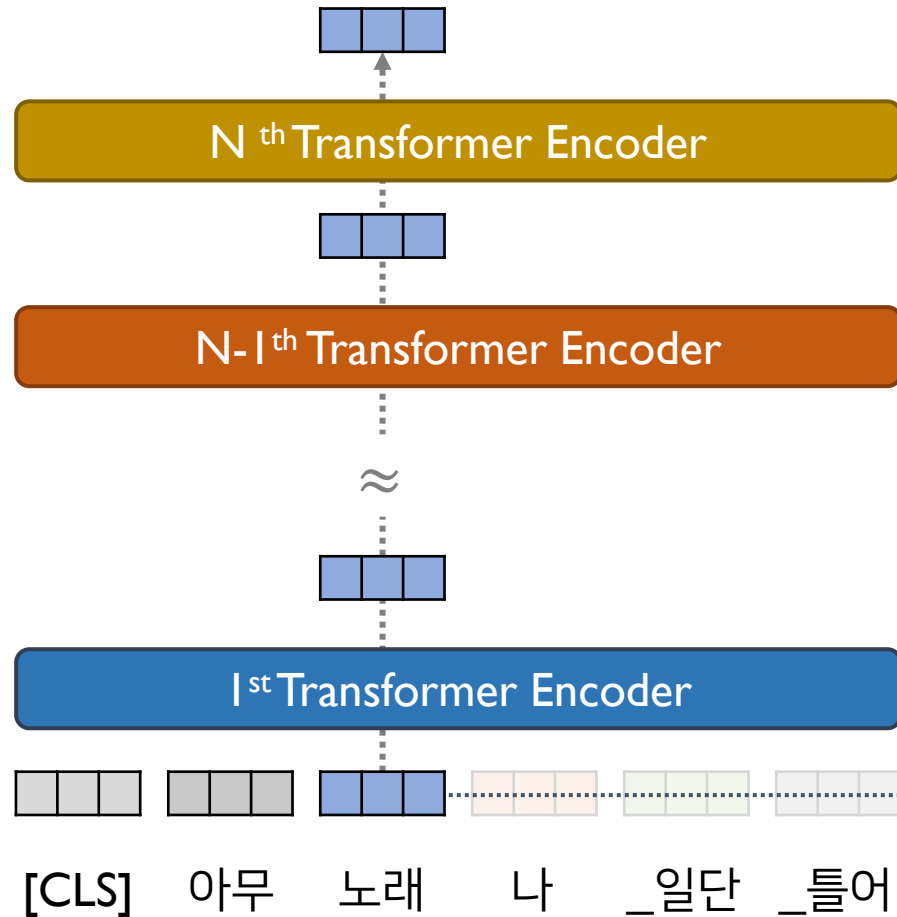 N th Transformer Encoder
N-1th Transformer Encoder
≈
1st Transformer Encoder
[CLS] 아무 노래 나 _일단 _틀어